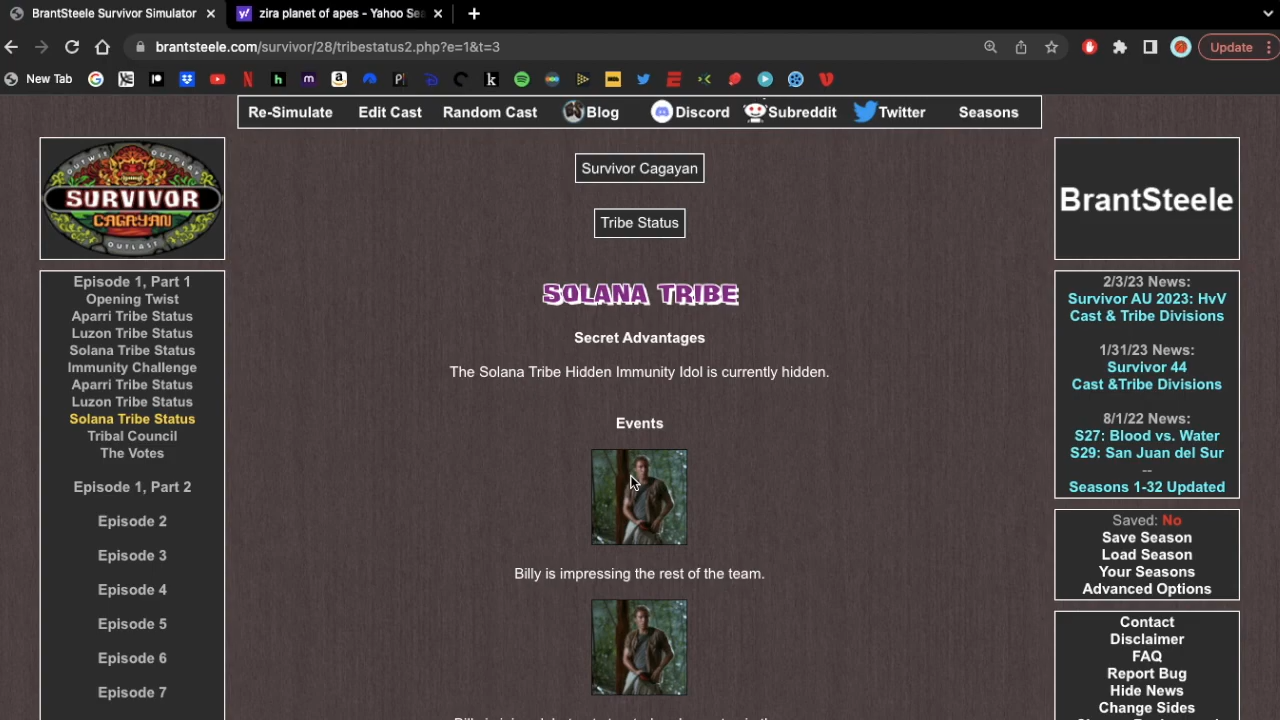 BrantSteele Survivor Simulator
zira planet of apes - Yahoo Sea
brantsteele.com/survivor/28/tribestatus2.php?e=1&t=3
Update
New Tab
Re-Simulate
Edit Cast
Random Cast
Blog
Discord
Subreddit
Twitter
Seasons
OUTWIT OUTPLAY
SURVIVOR
CAGAYAN
OUTLAST
Episode 1, Part 1
Opening Twist
Aparri Tribe Status
Luzon Tribe Status
Solana Tribe Status
Immunity Challenge
Aparri Tribe Status
Luzon Tribe Status
Solana Tribe Status
Tribal Council
The Votes
Episode 1, Part 2
Episode 2
Episode 3
Episode 4
Episode 5
Episode 6
Episode 7
Survivor Cagayan
Tribe Status
SOLANA TRIBE
Secret Advantages
The Solana Tribe Hidden Immunity Idol is currently hidden.
Events
Billy is impressing the rest of the team.
BrantSteele
2/3/23 News:
Survivor AU 2023: HvV
Cast & Tribe Divisions
1/31/23 News:
Survivor 44
Cast &Tribe Divisions
8/1/22 News:
S27: Blood vs. Water
S29: San Juan del Sur
--
Seasons 1-32 Updated
Saved: No
Save Season
Load Season
Your Seasons
Advanced Options
Contact
Disclaimer
FAQ
Report Bug
Hide News
Change Sides